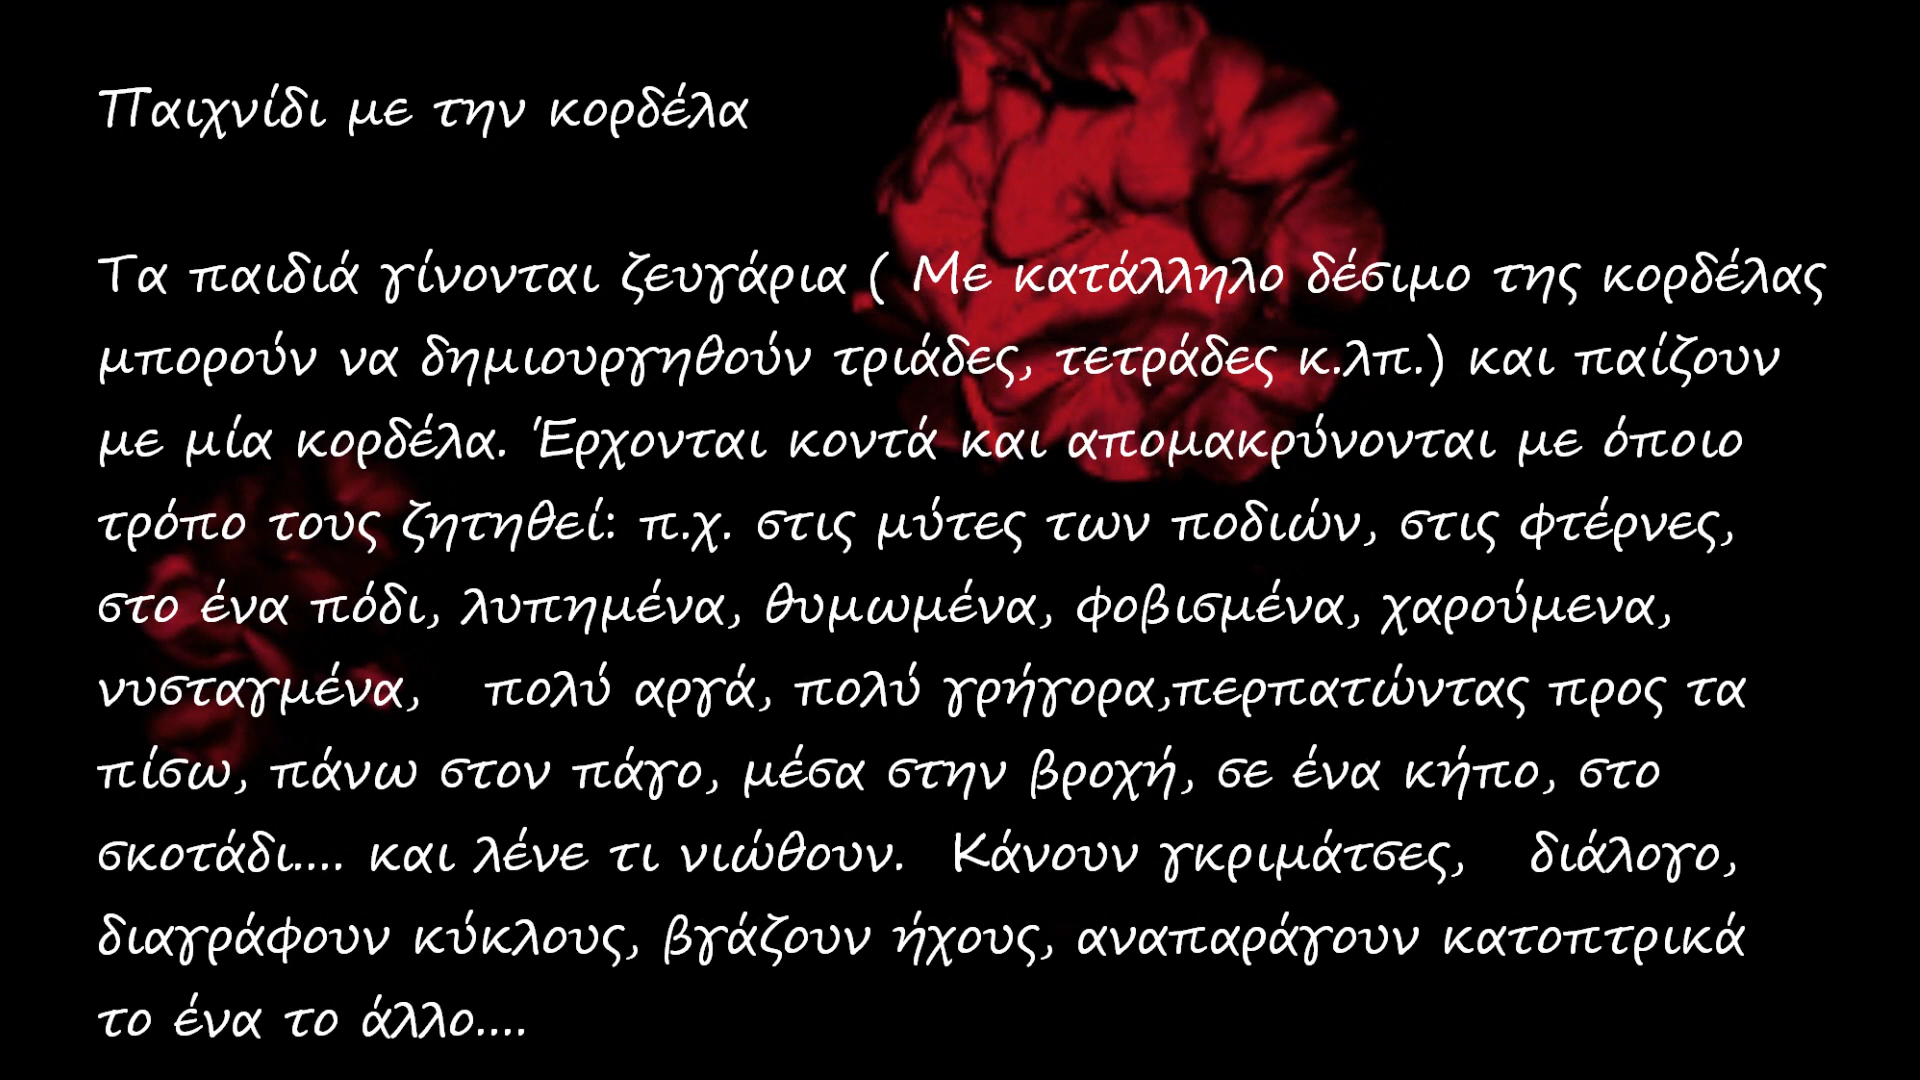 Παιχνίδι με την κορδέλα
Τα παιδιά γίνονται ζευγάρια ( Με κατάλληλο δέσιμο της κορδέλας
μπορούν να δημιουργηθούν τριάδες, τετράδες κ.λπ.) και παίζουν
με μία κορδέλα. Έρχονται κοντά και απομακρύνονται με όποιο
τρόπο τους ζητηθεί: π.χ. στις μύτες των ποδιών, στις φτέρνες,
στο ένα πόδι, λυπημένα, θυμωμένα, φοβισμένα, χαρούμενα,
νυσταγμένα, πολύ αργά, πολύ γρήγορα,περπατώντας προς τα
πίσω, πάνω στον πάγο, μέσα στην βροχή, σε ένα κήπο, στο
σκοτάδι.... και λένε τι νιώθουν. Κάνουν γκριμάτσες, διάλογο,
διαγράφουν κύκλους, βγάζουν ήχους, αναπαράγουν κατοπτρικά
το ένα το άλλο....